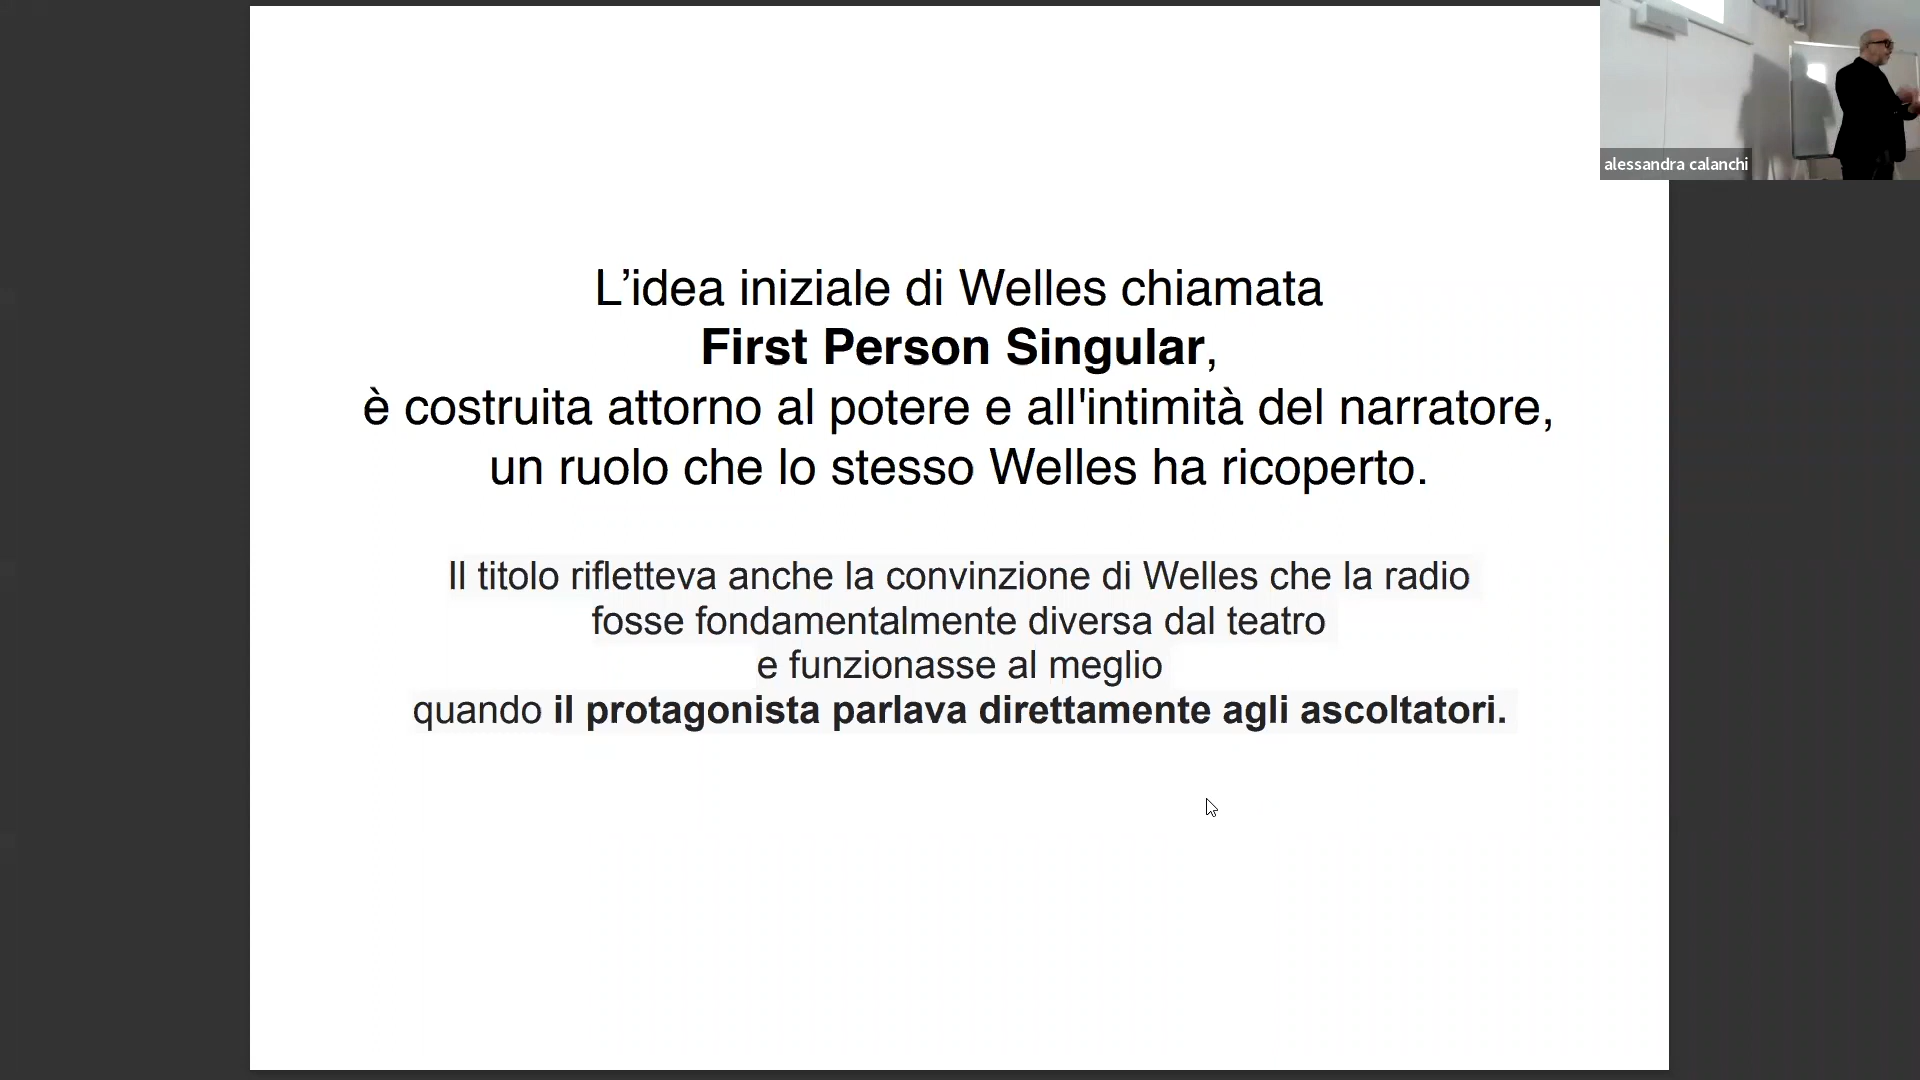 L’idea iniziale di Welles chiamata
First Person Singular,
è costruita attorno al potere e all'intimità del narratore,
un ruolo che lo stesso Welles ha ricoperto.
Il titolo rifletteva anche la convinzione di Welles che la radio
fosse fondamentalmente diversa dal teatro
e funzionasse al meglio
quando il protagonista parlava direttamente agli ascoltatori.
alessandra calanchi